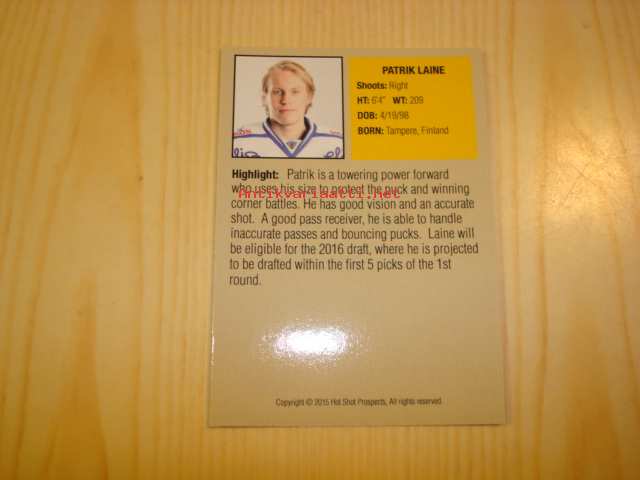 PATRIK LAINE
Shoots: Right
HT: 6'4" WT: 209
DOB: 4/19/98
BORN: Tampere, Finland
Highlight: Patrik is a towering power forward
who uses his size to protect the puck and winning
Antikvariaatti.net
corner battles. He has good vision and an accurate
shot. A good pass receiver, he is able to handle
inaccurate passes and bouncing pucks. Laine will
be eligible for the 2016 draft, where he is projected
to be drafted within the first 5 picks of the 1st
round.
Copyright © 2015 Hot Shot Prospects, All rights reserved.